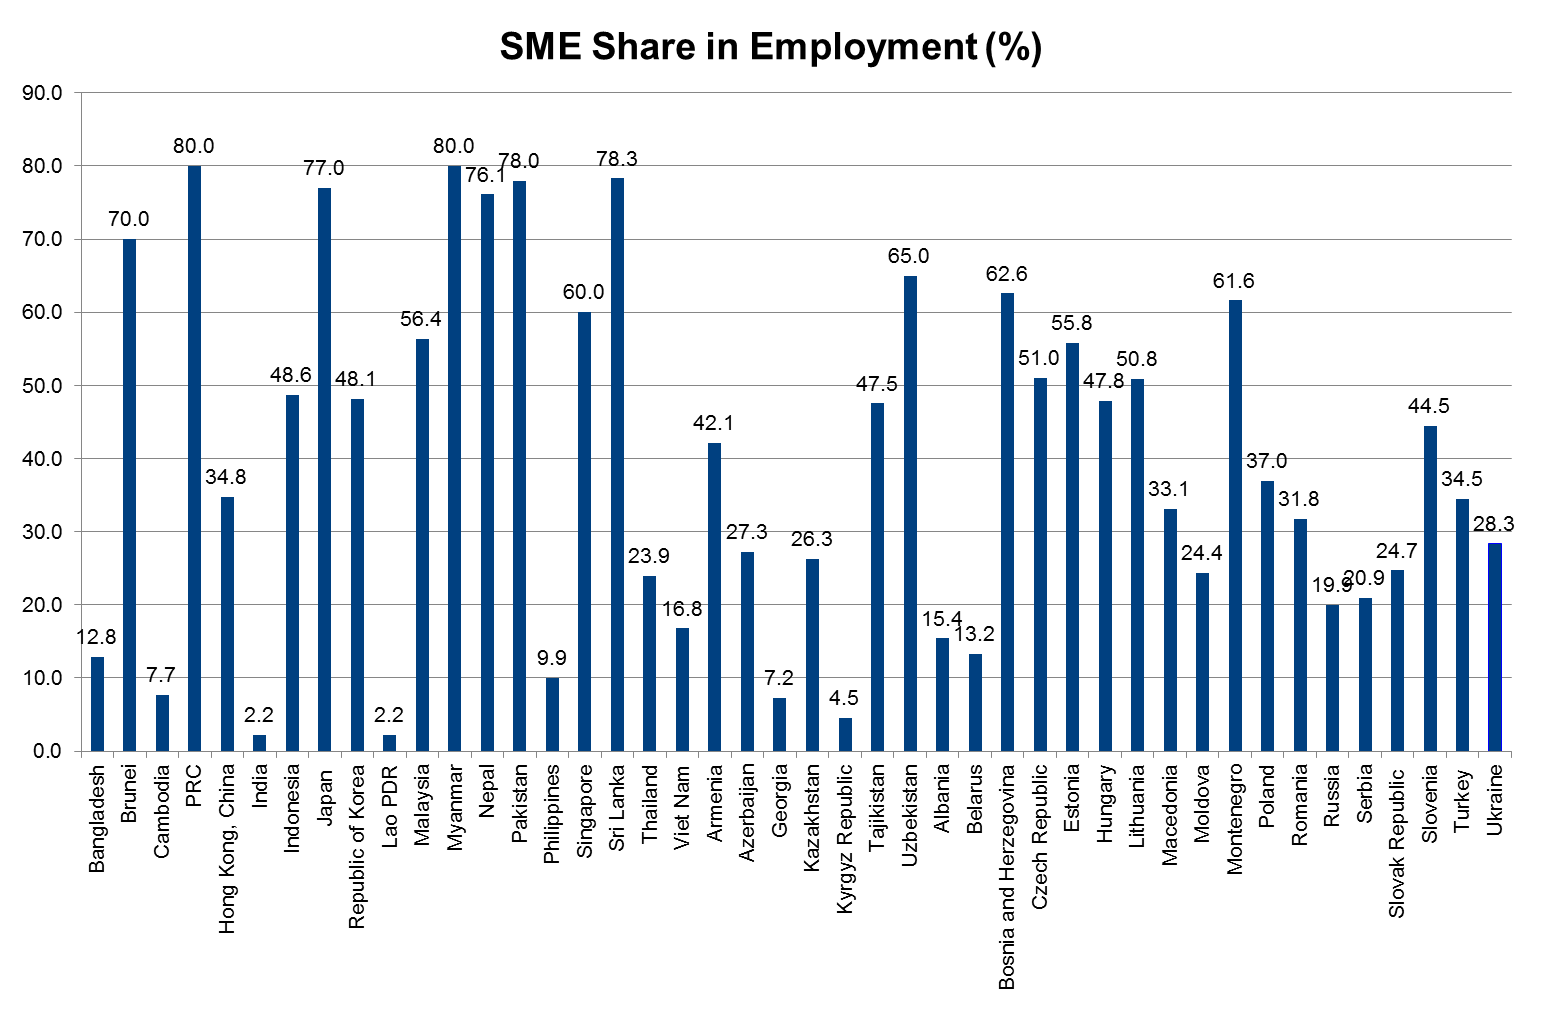 SME Share in Employment (%)
90.0
80.0
70.0
60.0
50.0
40.0
30.0
20.0
10.0
0.0
12.8
70.0
7.7
80.0
34.8
2.2
48.6
77.0
48.1
2.2
56.4
80.0
76.1
78.0
9.9
60.0
78.3
23.9
16.8
42.1
27.3
7.2
26.3
4.5
47.5
65.0
15.4
13.2
62.6
51.0
55.8
47.8
50.8
33.1
24.4
61.6
37.0
31.8
19.9
20.9
24.7
44.5
34.5
28.3
Bangladesh
Brunei
Cambodia
PRC
Hong Kong, China
India
Indonesia
Japan
Republic of Korea
Lao PDR
Malaysia
Myanmar
Nepal
Pakistan
Philippines
Singapore
Sri Lanka
Thailand
Viet Nam
Armenia
Azerbaijan
Georgia
Kazakhstan
Kyrgyz Republic
Tajikistan
Uzbekistan
Albania
Belarus
Bosnia and Herzegovina
Czech Republic
Estonia
Hungary
Lithuania
Macedonia
Moldova
Montenegro
Poland
Romania
Russia
Serbia
Slovak Republic
Slovenia
Turkey
Ukraine